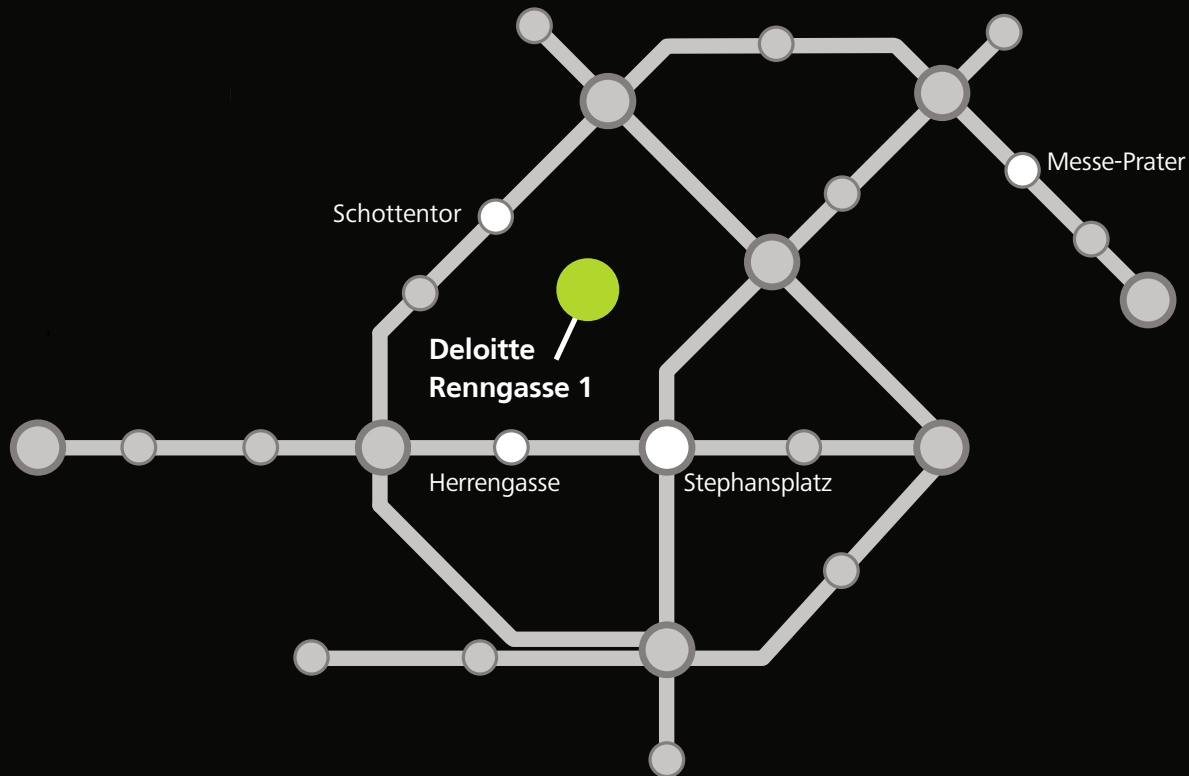 Messe-Prater
Schottentor
Deloitte
Renngasse 1
Herrengasse
Stephansplatz